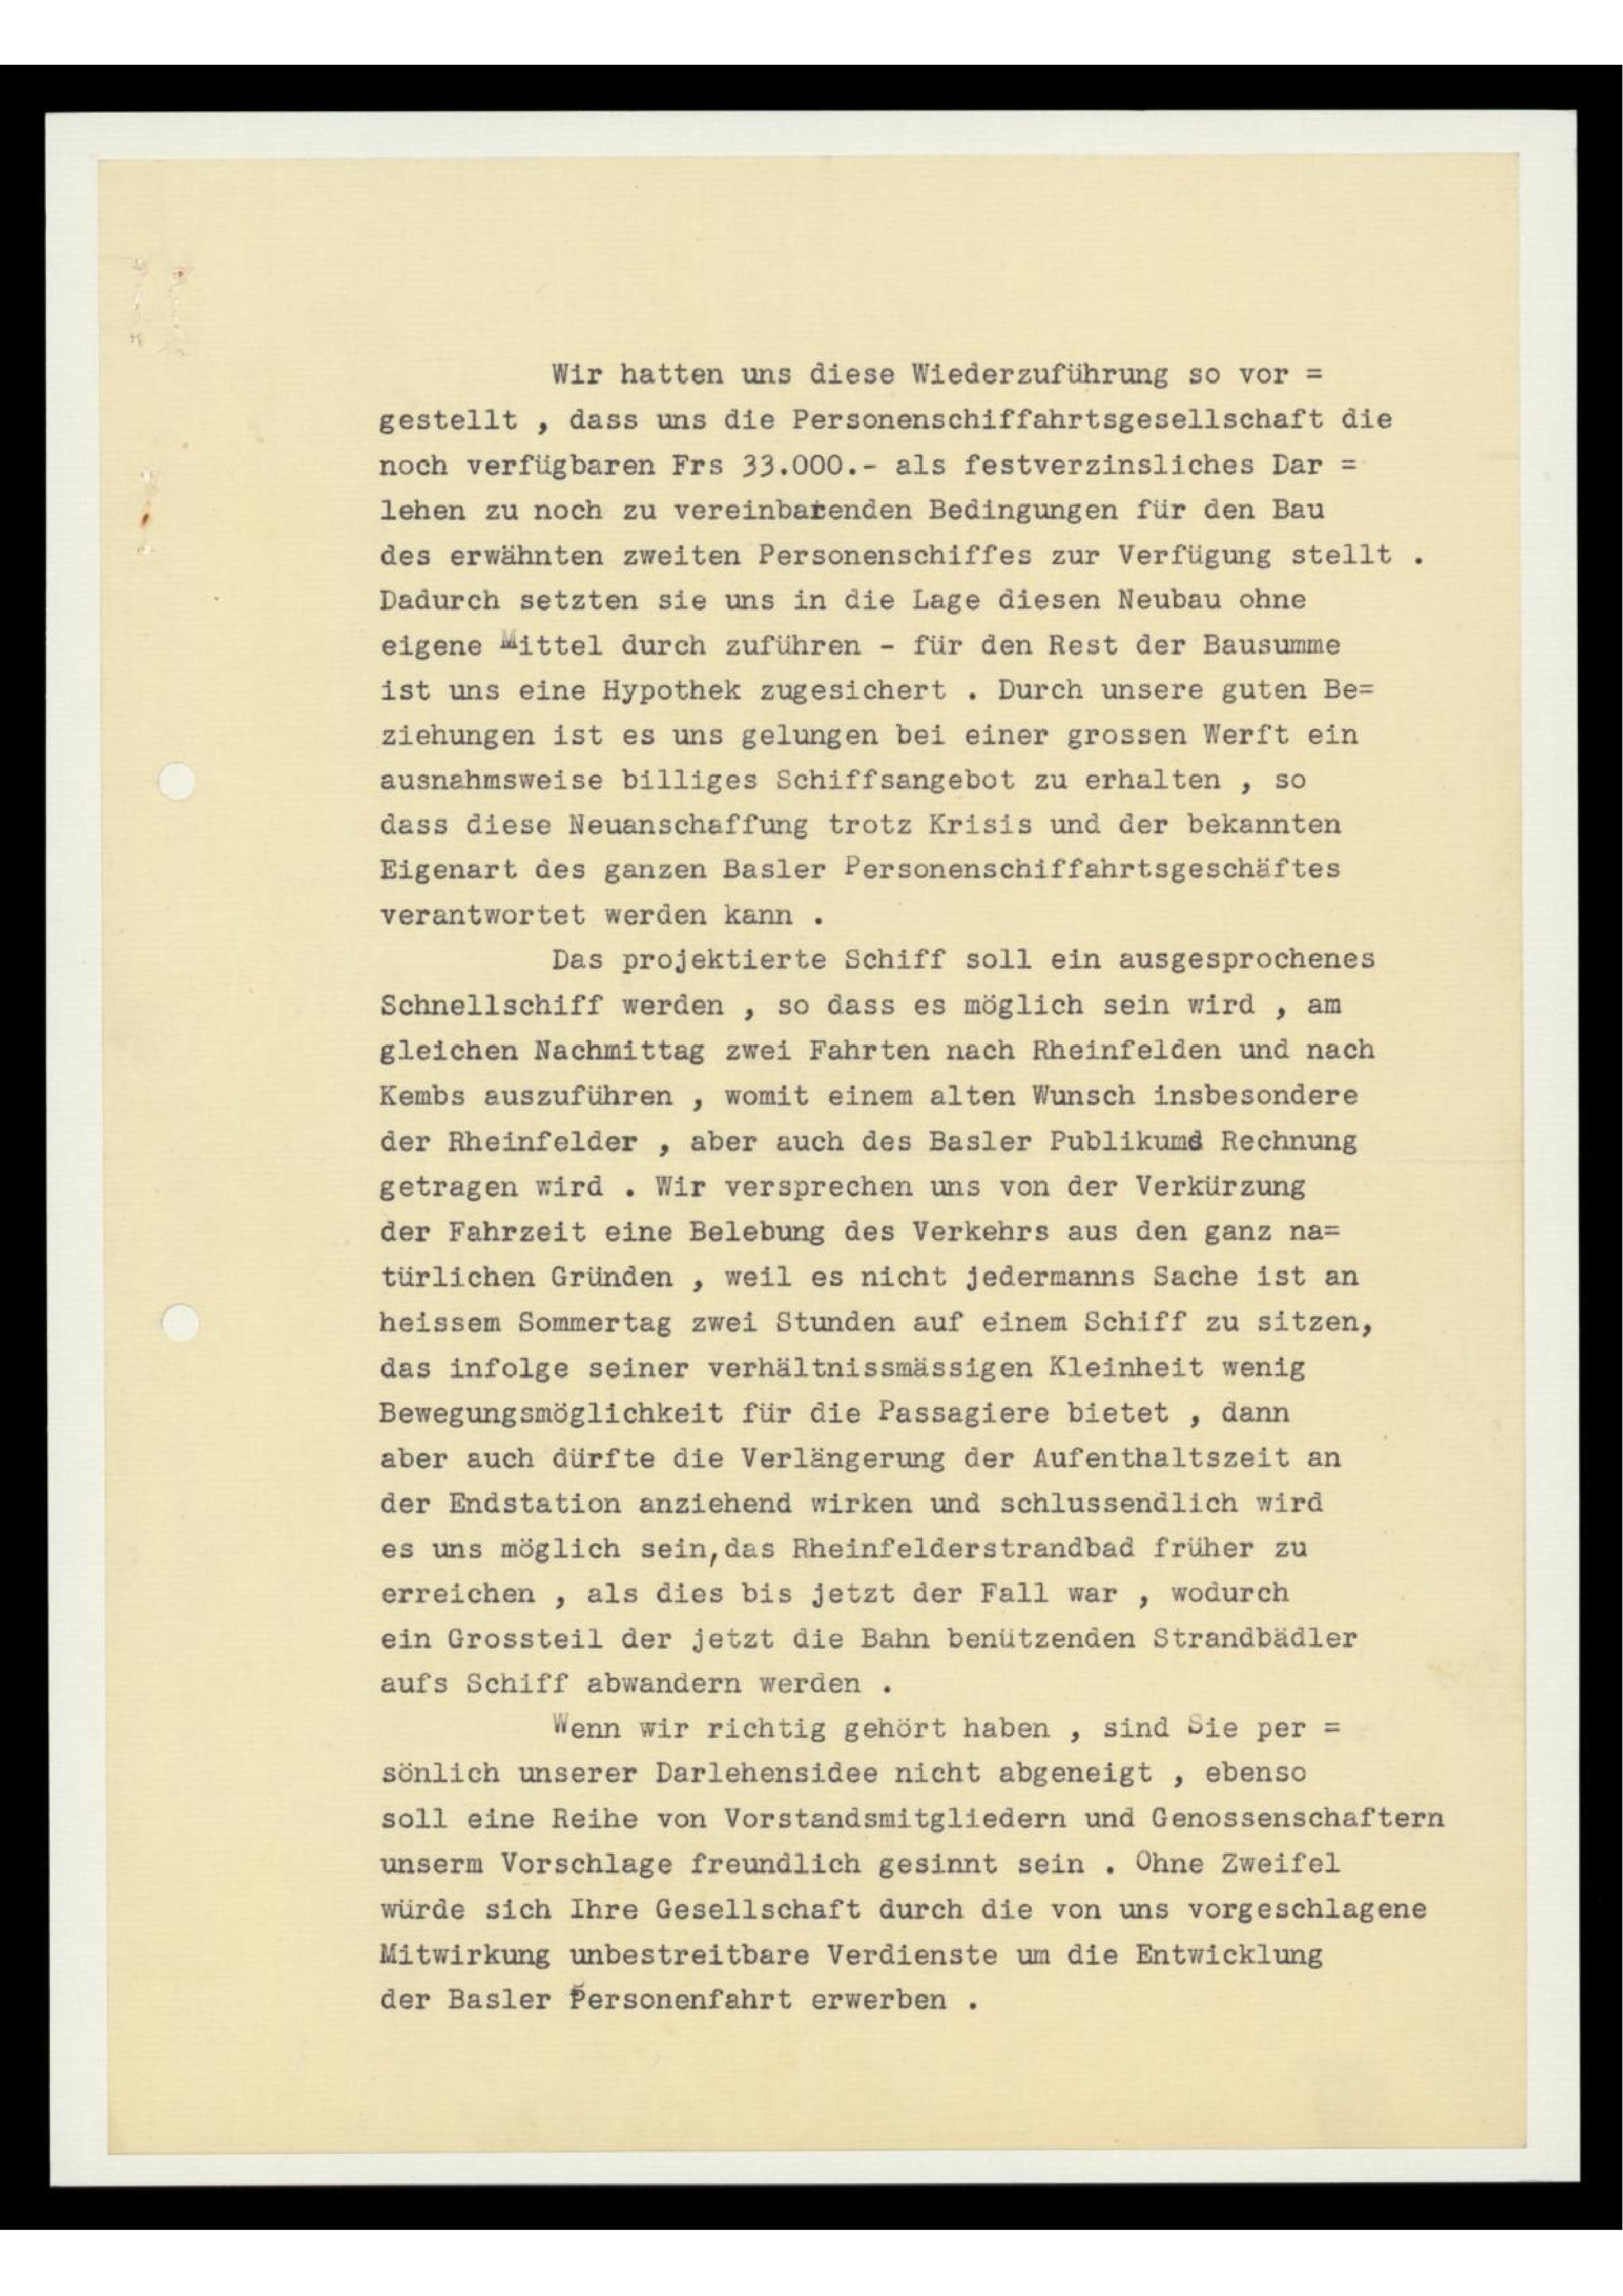 Wir hatten uns diese Wiederzuführung so vor =
gestellt , dass uns die Personenschiffahrtsgesellschaft die
noch verfügbaren Frs 33.000.- als festverzinsliches Dar =
lehen zu noch zu vereinbarenden Bedingungen für den Bau
des erwähnten zweiten Personenschiffes zur Verfügung stellt .
Dadurch setzten sie uns in die Lage diesen Neubau ohne
eigene Mittel durch zuführen - für den Rest der Bausumme
ist uns eine Hypothek zugesichert . Durch unsere guten Be=
ziehungen ist es uns gelungen bei einer grossen Werft ein
ausnahmsweise billiges Schiffsangebot zu erhalten , so
dass diese Neuanschaffung trotz Krisis und der bekannten
Eigenart des ganzen Basler Personenschiffahrtsgeschäftes
verantwortet werden kann .
Das projektierte Schiff soll ein ausgesprochenes
Schnellschiff werden , so dass es möglich sein wird , am
gleichen Nachmittag zwei Fahrten nach Rheinfelden und nach
Kembs auszuführen , womit einem alten Wunsch insbesondere
der Rheinfelder , aber auch des Basler Publikums Rechnung
getragen wird . Wir versprechen uns von der Verkürzung
der Fahrzeit eine Belebung des Verkehrs aus den ganz na=
türlichen Gründen , weil es nicht jedermanns Sache ist an
heissem Sommertag zwei Stunden auf einem Schiff zu sitzen,
das infolge seiner verhältnissmässigen Kleinheit wenig
Bewegungsmöglichkeit für die Passagiere bietet , dann
aber auch dürfte die Verlängerung der Aufenthaltszeit an
der Endstation anziehend wirken und schlussendlich wird
es uns möglich sein, das Rheinfelderstrandbad früher zu
erreichen , als dies bis jetzt der Fall war , wodurch
ein Grossteil der jetzt die Bahn benützenden Strandbädler
aufs Schiff abwandern werden .
Wenn wir richtig gehört haben , sind Sie per =
sönlich unserer Darlehensidee nicht abgeneigt , ebenso
soll eine Reihe von Vorstandsmitgliedern und Genossenschaftern
unserm Vorschlage freundlich gesinnt sein . Ohne Zweifel
würde sich Ihre Gesellschaft durch die von uns vorgeschlagene
Mitwirkung unbestreitbare Verdienste um die Entwicklung
der Basler Personenfahrt erwerben .